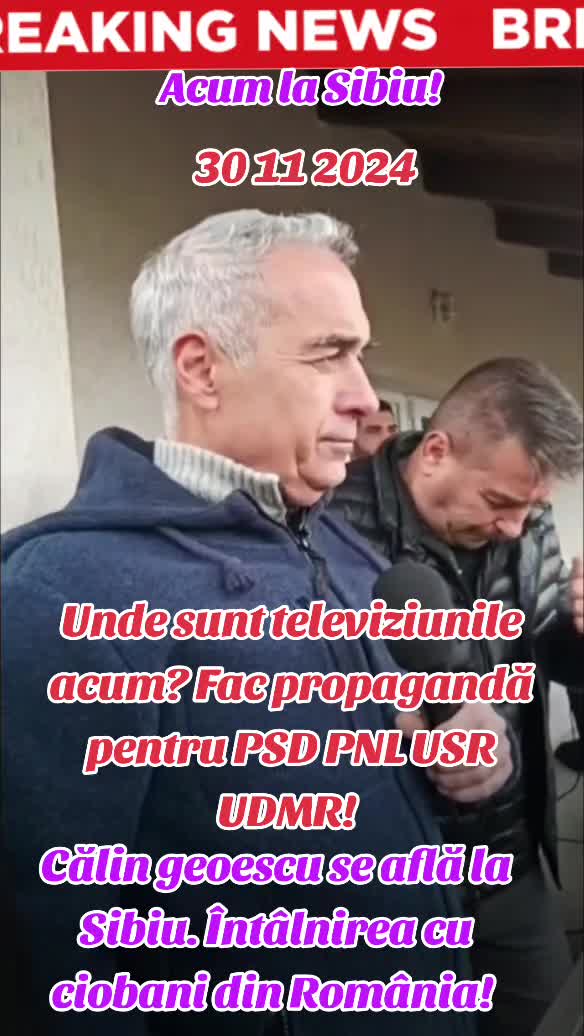 REAKING NEWS BRE
Acum la Sibiu!
30 11 2024
Unde sunt televiziunile
acum? Fac propagandă
pentru PSD PNL USR
UDMR!
Călin geoescu se află la
Sibiu. Întâlnirea cu
ciobani din România!